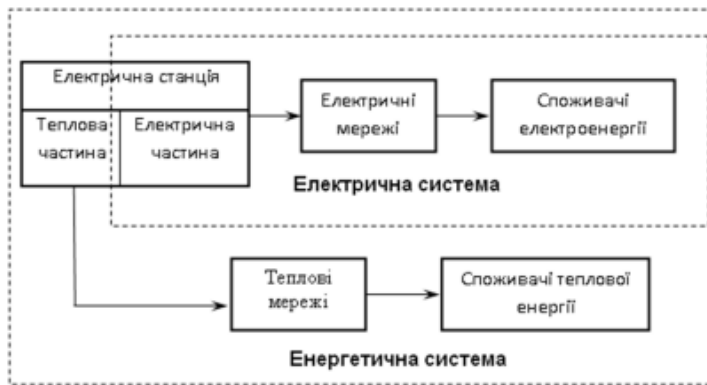 Електрична станція
Теплова
частина
Електрична
частина
Електричні
мережі
Споживачі
електроенергії
Електрична система
Теплові
мережі
Споживачі теплової
енергії
Енергетична система